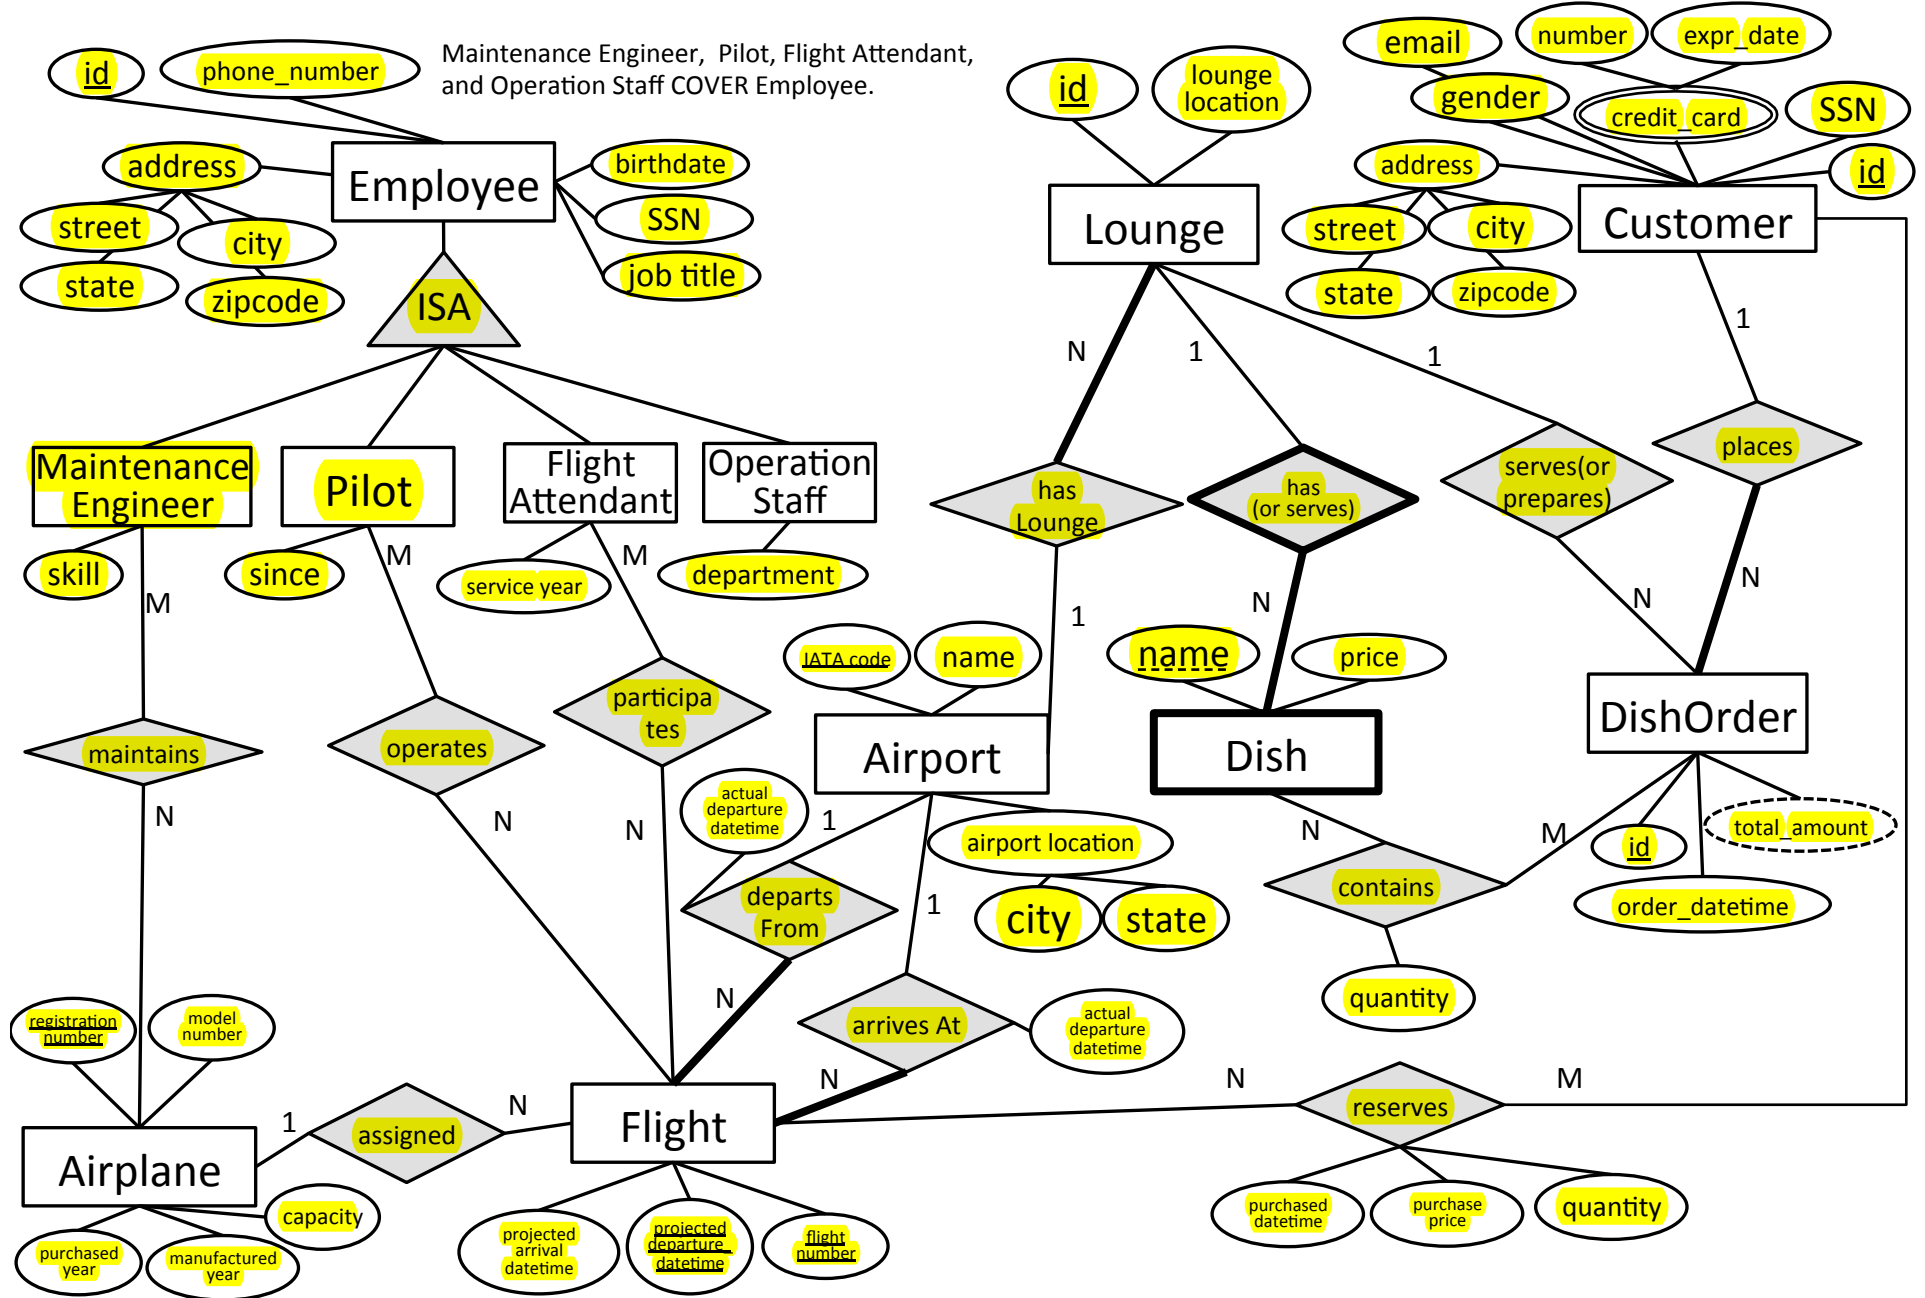 id
phone_number
Maintenance Engineer,  Pilot, Flight Attendant,
and Operation Staff COVER Employee.
address
street
city
state
zipcode
Employee
birthdate
SSN
job title
ISA
Maintenance
Engineer
Pilot
Flight
Attendant
Operation
Staff
skill
since
service year
department
M
M
M
maintains
operates
participa
tes
N
N
N
id
lounge
location
Lounge
email
gender
number
expr_date
credit_card
SSN
id
address
street
city
state
zipcode
Customer
N
1
1
1
has
Lounge
has
(or serves)
serves(or
prepares)
places
1
N
N
N
IATA code
name
Airport
name
price
Dish
DishOrder
actual
departure
datetime
1
airport location
city
state
1
departs
From
N
arrives At
actual
departure
datetime
N
N
M
contains
quantity
id
total_amount
order_datetime
registration
number
model
number
Airplane
1
assigned
N
Flight
N
reserves
M
capacity
purchased
year
manufactured
year
projected
arrival
datetime
projected
departure_
datetime
flight
number
purchased
datetime
purchase
price
quantity